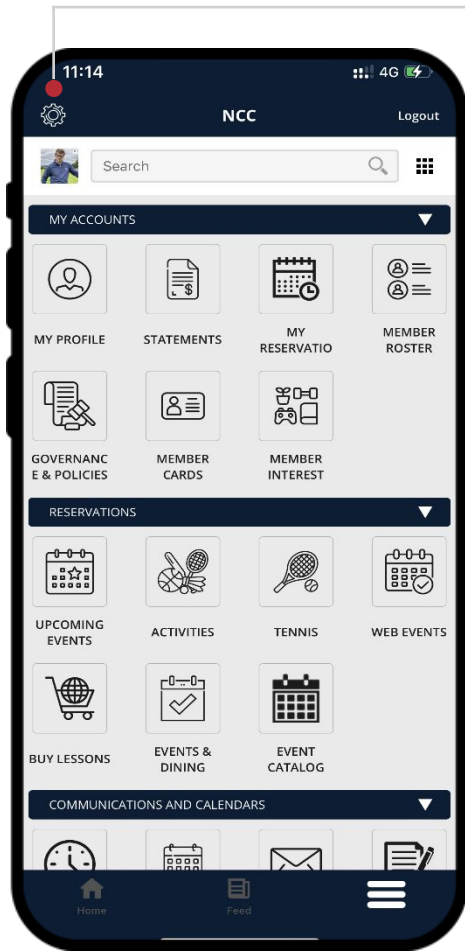 11:14 4G
NCC Logout
Search
MY ACCOUNTS
MY PROFILE STATEMENTS MY MEMBER
RESERVATIO ROSTER
GOVERNANC MEMBER MEMBER
E & POLICIES CARDS INTEREST
RESERVATIONS
UPCOMING ACTIVITIES TENNIS WEB EVENTS
EVENTS
BUY LESSONS EVENTS & EVENT
DINING CATALOG
COMMUNICATIONS AND CALENDARS
Home Feed